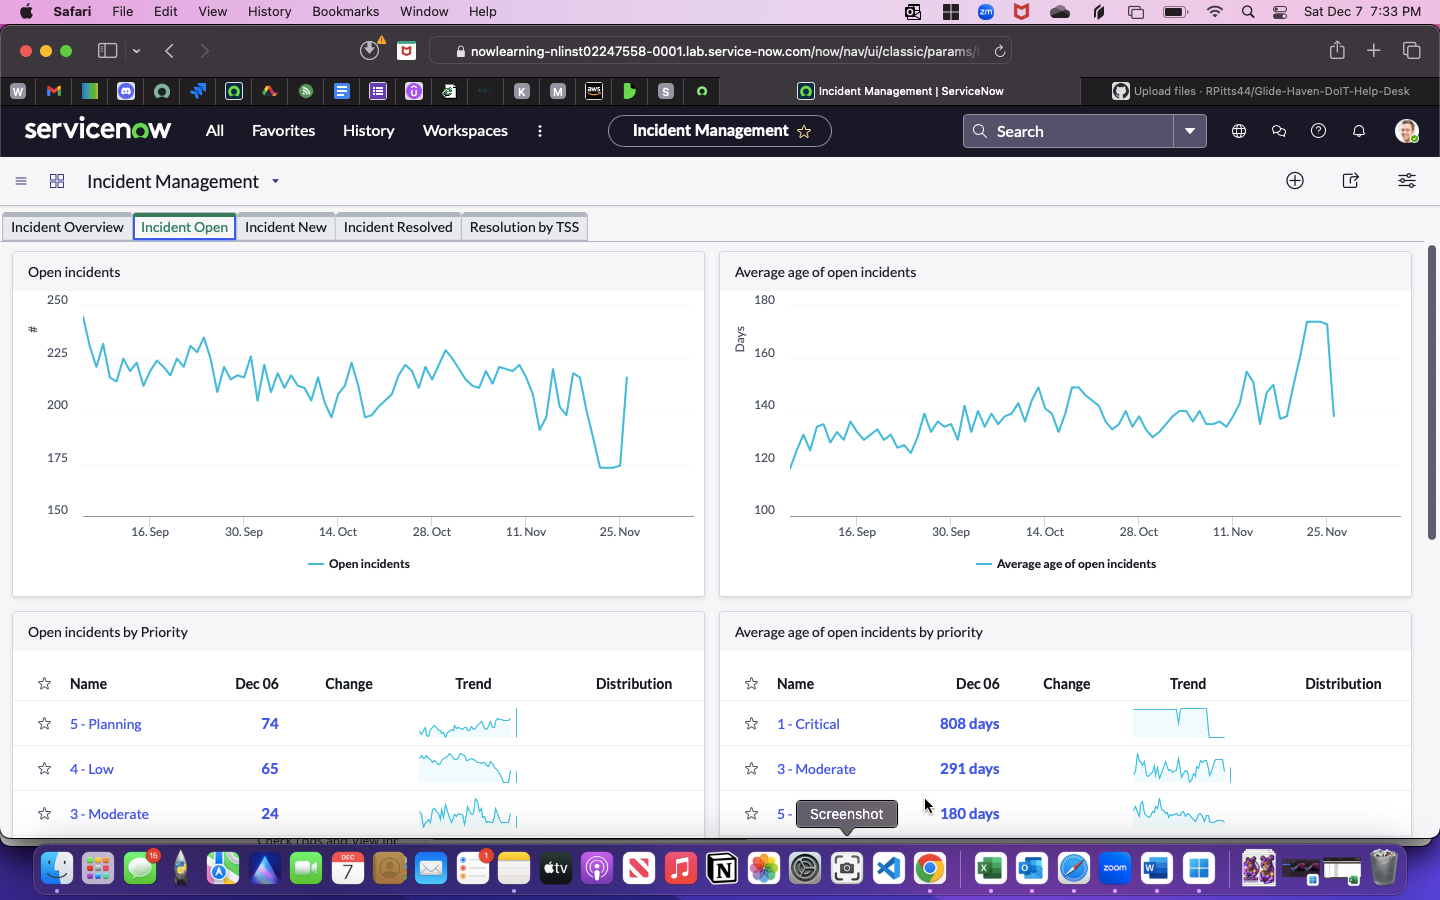 Safari File Edit View History Bookmarks Window Help
zm
Sat Dec 7 7:33 PM
nowlearning-nlinst02247558-0001.lab.service-now.com/now/nav/ui/classic/params/
W
K
M
aws
S
Incident Management | ServiceNow
Upload files · RPitts44/Glide-Haven-DoIT-Help-Desk
servicenow All Favorites History Workspaces
Incident Management
Search
Incident Management
Incident Overview Incident Open Incident New Incident Resolved Resolution by TSS
Open incidents
250
#
225
200
175
150
16. Sep 30. Sep 14. Oct 28. Oct 11. Nov 25. Nov
Open incidents
Average age of open incidents
180
Days
160
140
120
100
16. Sep 30. Sep 14. Oct 28. Oct 11. Nov 25. Nov
Average age of open incidents
Open incidents by Priority
Name Dec 06 Change Trend Distribution
5 - Planning 74
4 - Low 65
3 - Moderate 24
Average age of open incidents by priority
Name Dec 06 Change Trend Distribution
1 - Critical 808 days
3 - Moderate 291 days
5 - 180 days
Screenshot
16
DEC
7
1
tv
zoom